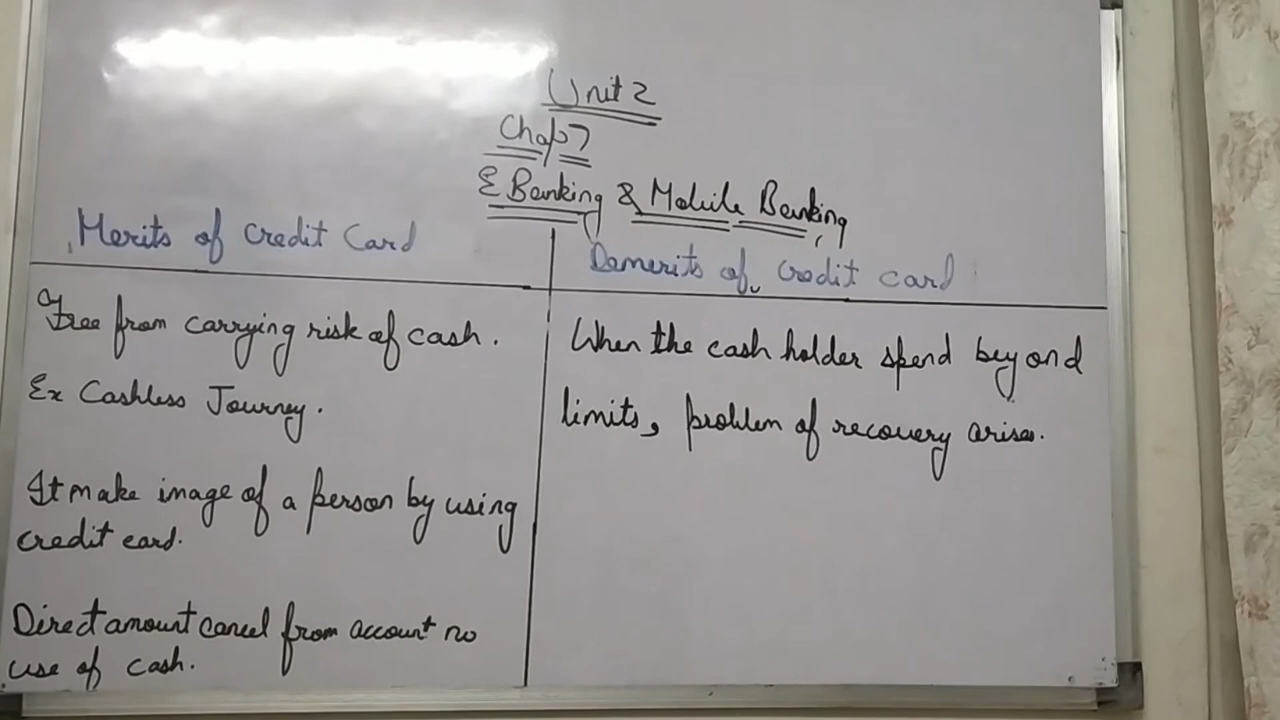 Unit 2
Chap 7
E Banking & Mobile Banking
Merits of Credit Card
Free from carrying risk of cash.
Ex Cashless Journey.
It make image of a person by using
credit card.
Direct amount cancel from account no
use of cash.
Demerits of credit card
When the cash holder spend beyond
limits, problem of recovery arises.